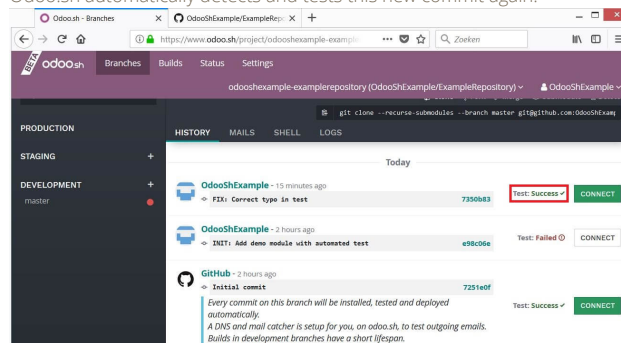 Odoo.sh automatically detects and tests this new commit again.
Odoo.sh - Branches
OdooShExample/ExampleRepo
https://www.odoo.sh/project/odooshexample-example
Zoeken
BETA
odoo.sh
Branches
Builds
Status
Settings
odooshexample-examplerepository (OdooShExample/ExampleRepository)
OdooShExample
git clone --recurse-submodules --branch master git@github.com:OdooShExamp
PRODUCTION
HISTORY
MAILS
SHELL
LOGS
STAGING
Today
DEVELOPMENT
master
OdooShExample - 15 minutes ago
FIX: Correct typo in test
7350b83
Test: Success
CONNECT
OdooShExample - 2 hours ago
INIT: Add demo module with automated test
e98c06e
Test: Failed
CONNECT
GitHub - 2 hours ago
Initial commit
7251e0f
Every commit on this branch will be installed, tested and deployed
automatically.
A DNS and mail catcher is setup for you, on odoo.sh, to test outgoing emails.
Builds in development branches have a short lifespan.
Test: Success
CONNECT